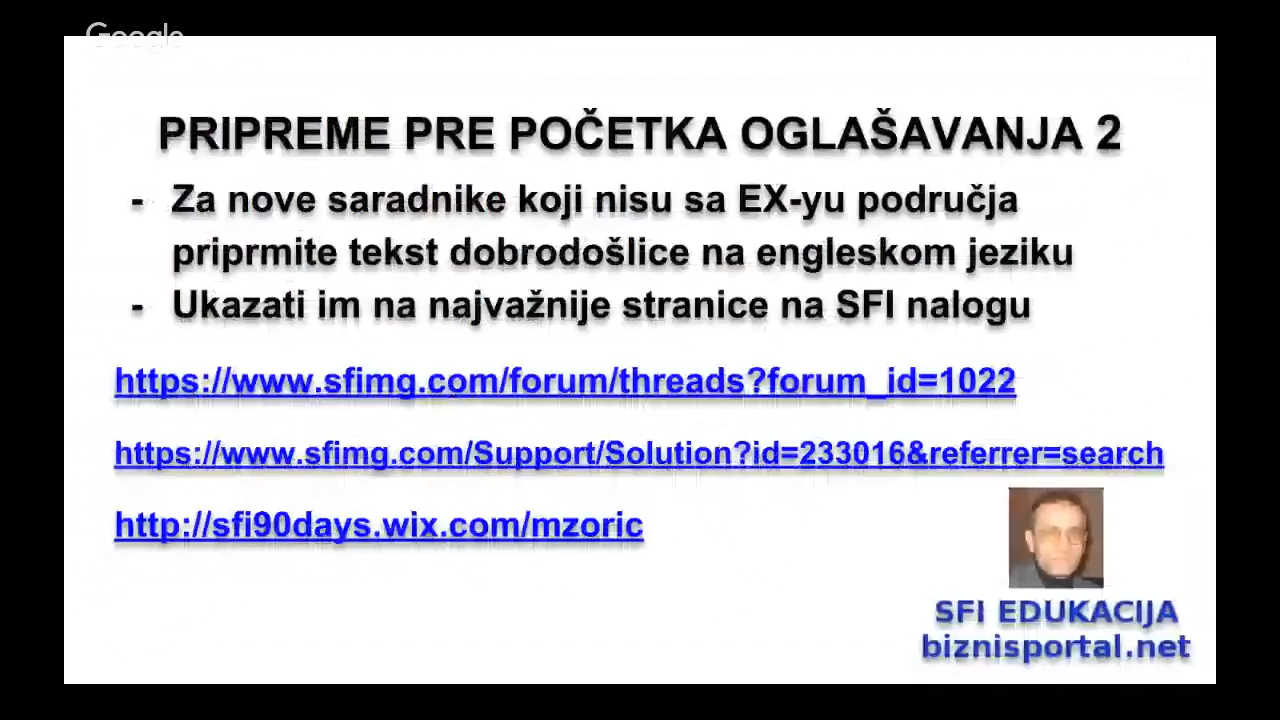 Google
PRIPREME PRE POČETKA OGLAŠAVANJA 2
- Za nove saradnike koji nisu sa EX-yu područja
priprmite tekst dobrodošlice na engleskom jeziku
- Ukazati im na najvažnije stranice na SFI nalogu
https://www.sfimg.com/forum/threads?forum_id=1022
https://www.sfimg.com/Support/Solution?id=233016&referrer=search
http://sfi90days.wix.com/mzoric
SFI EDUKACIJA
biznisportal.net